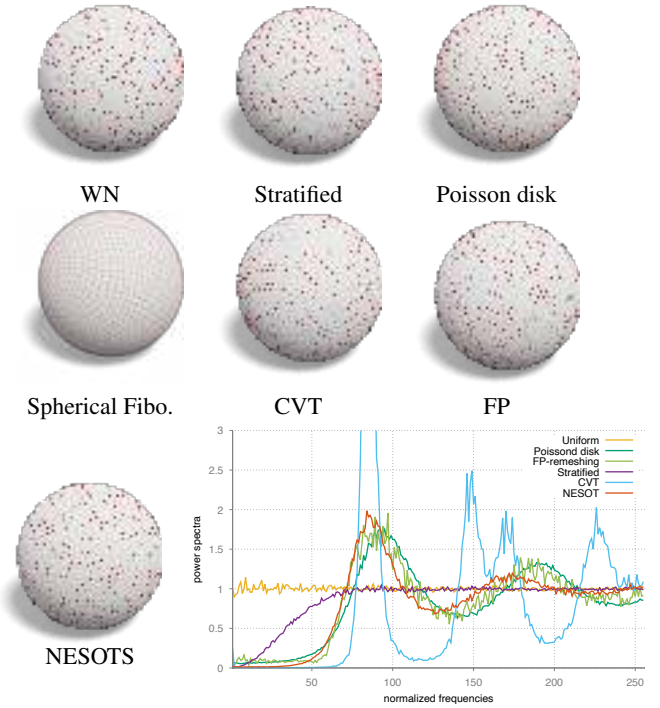 WN Stratified Poisson disk
Spherical Fibo. CVT FP
NESOTS
3
2.5
2
1.5
1
0.5
0
power spectra
Uniform
Poissond disk
FP-remeshing
Stratified
CVT
NESOT
50 100 150 200 250
normalized frequencies